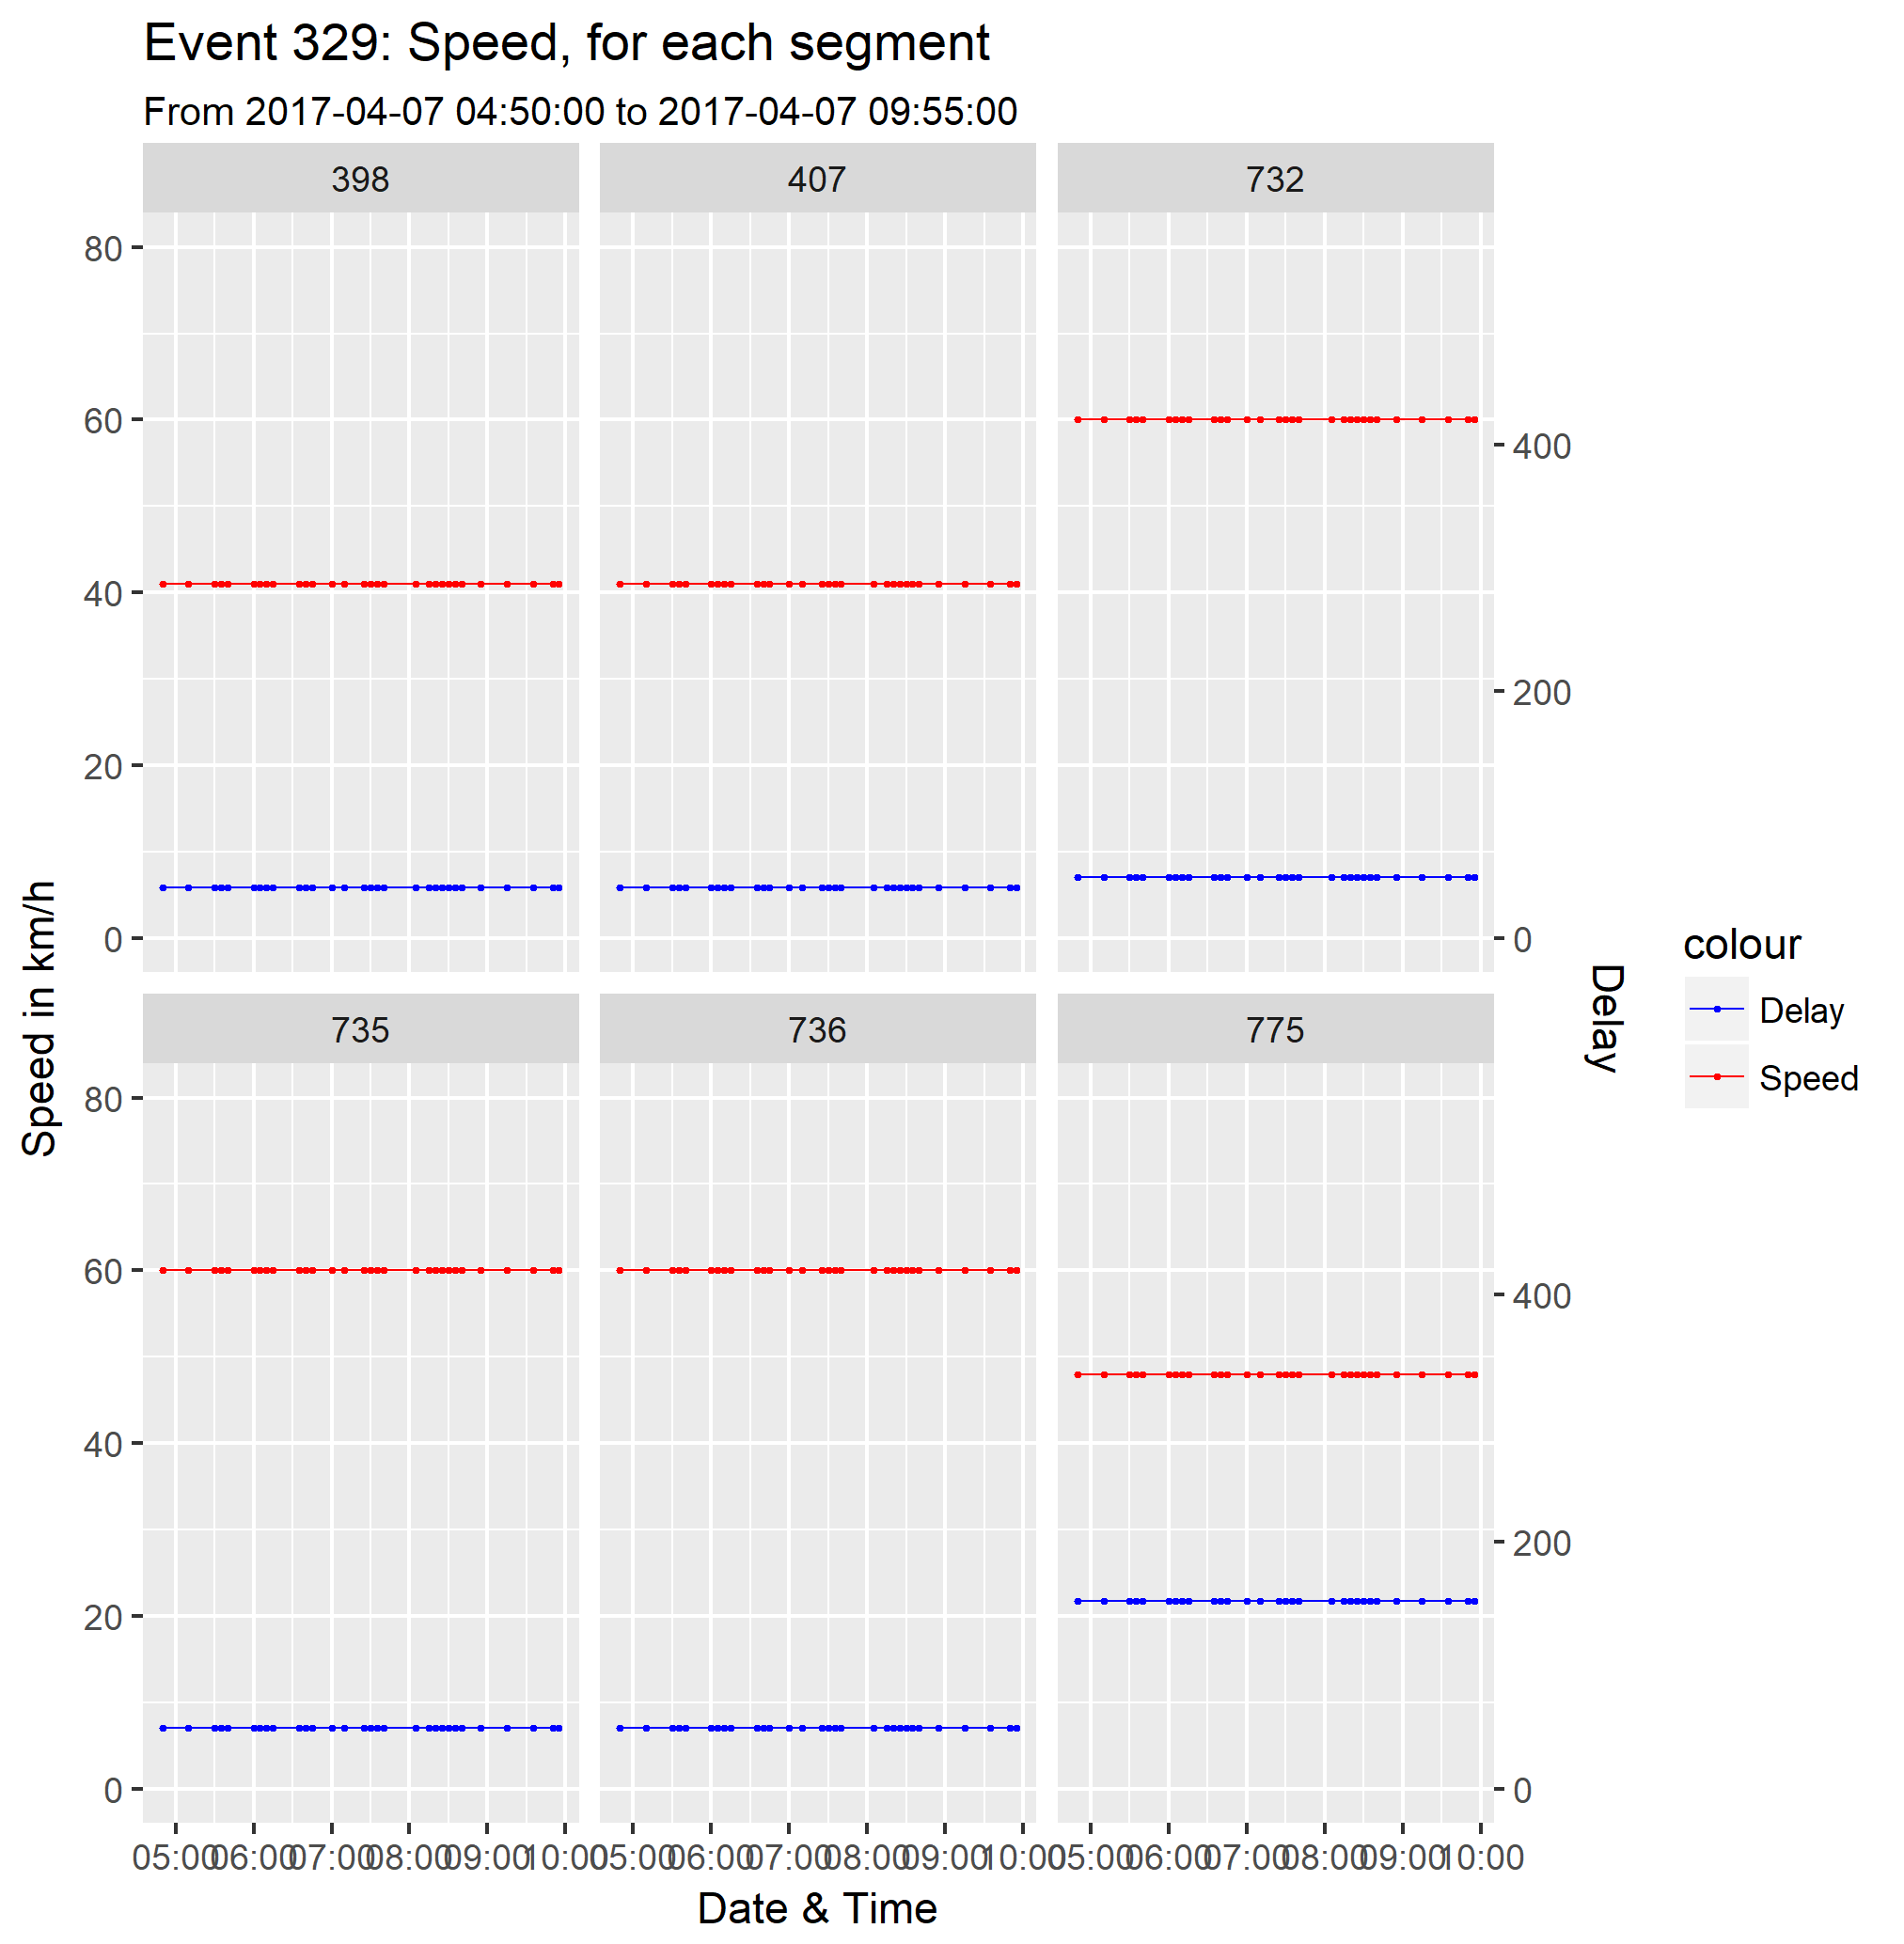 Event 329: Speed, for each segment
From 2017-04-07 04:50:00 to 2017-04-07 09:55:00
398 407 732
80
60
40
20
0
400
200
0
735 736 775
80
60
40
20
0
400
200
0
05:00 06:00 07:00 08:00 09:00 10:00 05:00 06:00 07:00 08:00 09:00 10:00 05:00 06:00 07:00 08:00 09:00 10:00
Date & Time
Speed in km/h
Delay
colour
Delay
Speed